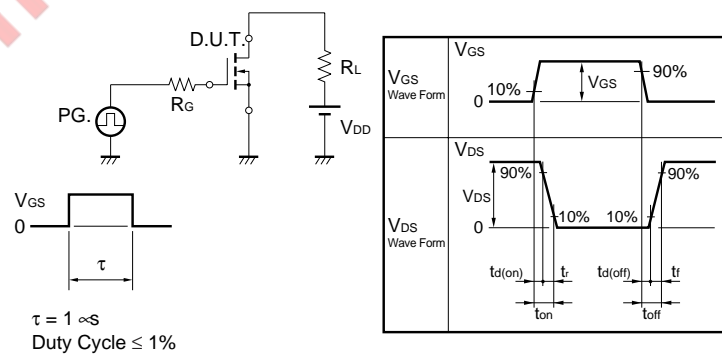 D.U.T.
RL
RG
PG.
VDD
VGS
0
τ
τ = 1 ∝s
Duty Cycle ≤ 1%
VGS
Wave Form
VGS
10%
VGS
90%
0
VDS
Wave Form
VDS
90%
90%
VDS
10%
10%
0
td(on)
tr
td(off)
tf
ton
toff